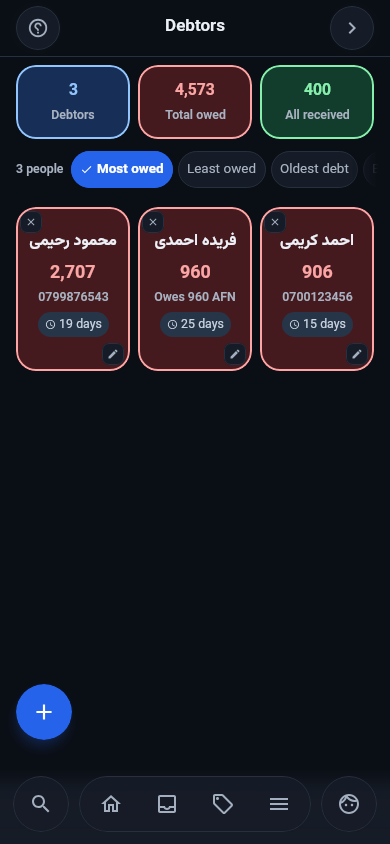 Debtors
3
Debtors
4,573
Total owed
400
All received
3 people
Most owed
Least owed
Oldest debt
محمود رحیمی
2,707
0799876543
19 days
فریده احمدی
960
Owes 960 AFN
25 days
احمد کریمی
906
0700123456
15 days